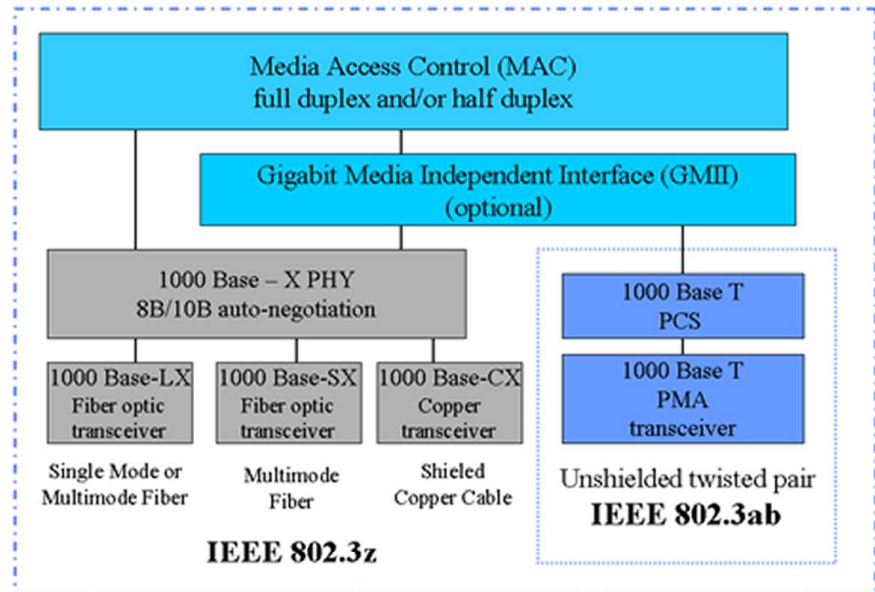 Media Access Control (MAC)
full duplex and/or half duplex
Gigabit Media Independent Interface (GMII)
(optional)
1000 Base – X PHY
8B/10B auto-negotiation
1000 Base T
PCS
1000 Base-LX
Fiber optic
transceiver
1000 Base-SX
Fiber optic
transceiver
1000 Base-CX
Copper
transceiver
1000 Base T
PMA
transceiver
Single Mode or
Multimode Fiber
Multimode
Fiber
Shieled
Copper Cable
Unshielded twisted pair
IEEE 802.3ab
IEEE 802.3z